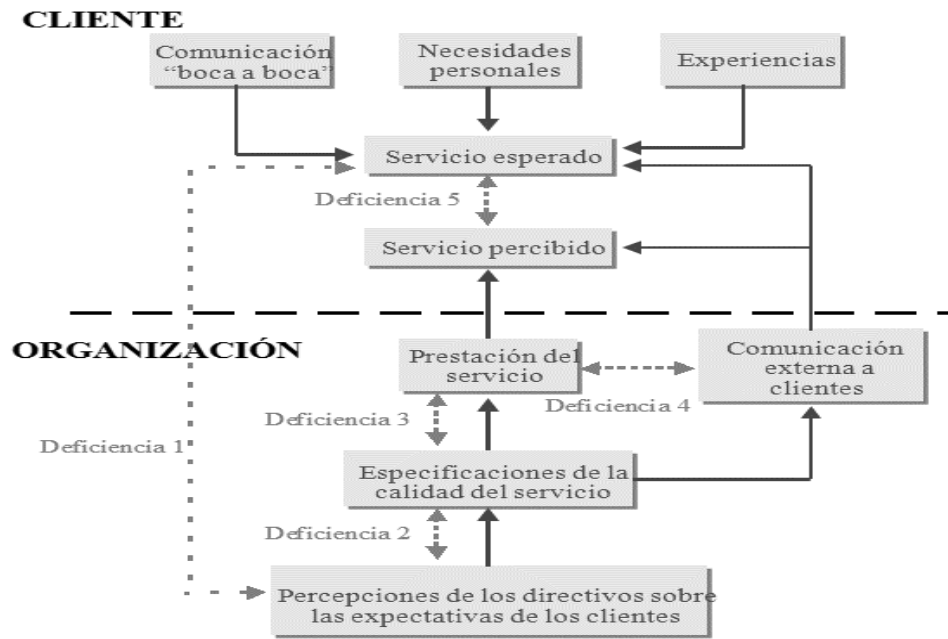 CLIENTE
Comunicación
“boca a boca”
Necesidades
personales
Experiencias
Servicio esperado
Deficiencia 5
Servicio percibido
ORGANIZACIÓN
Prestación del
servicio
Comunicación
externa a
clientes
Deficiencia 4
Deficiencia 3
Deficiencia 1
Especificaciones de la
calidad del servicio
Deficiencia 2
Percepciones de los directivos sobre
las expectativas de los clientes